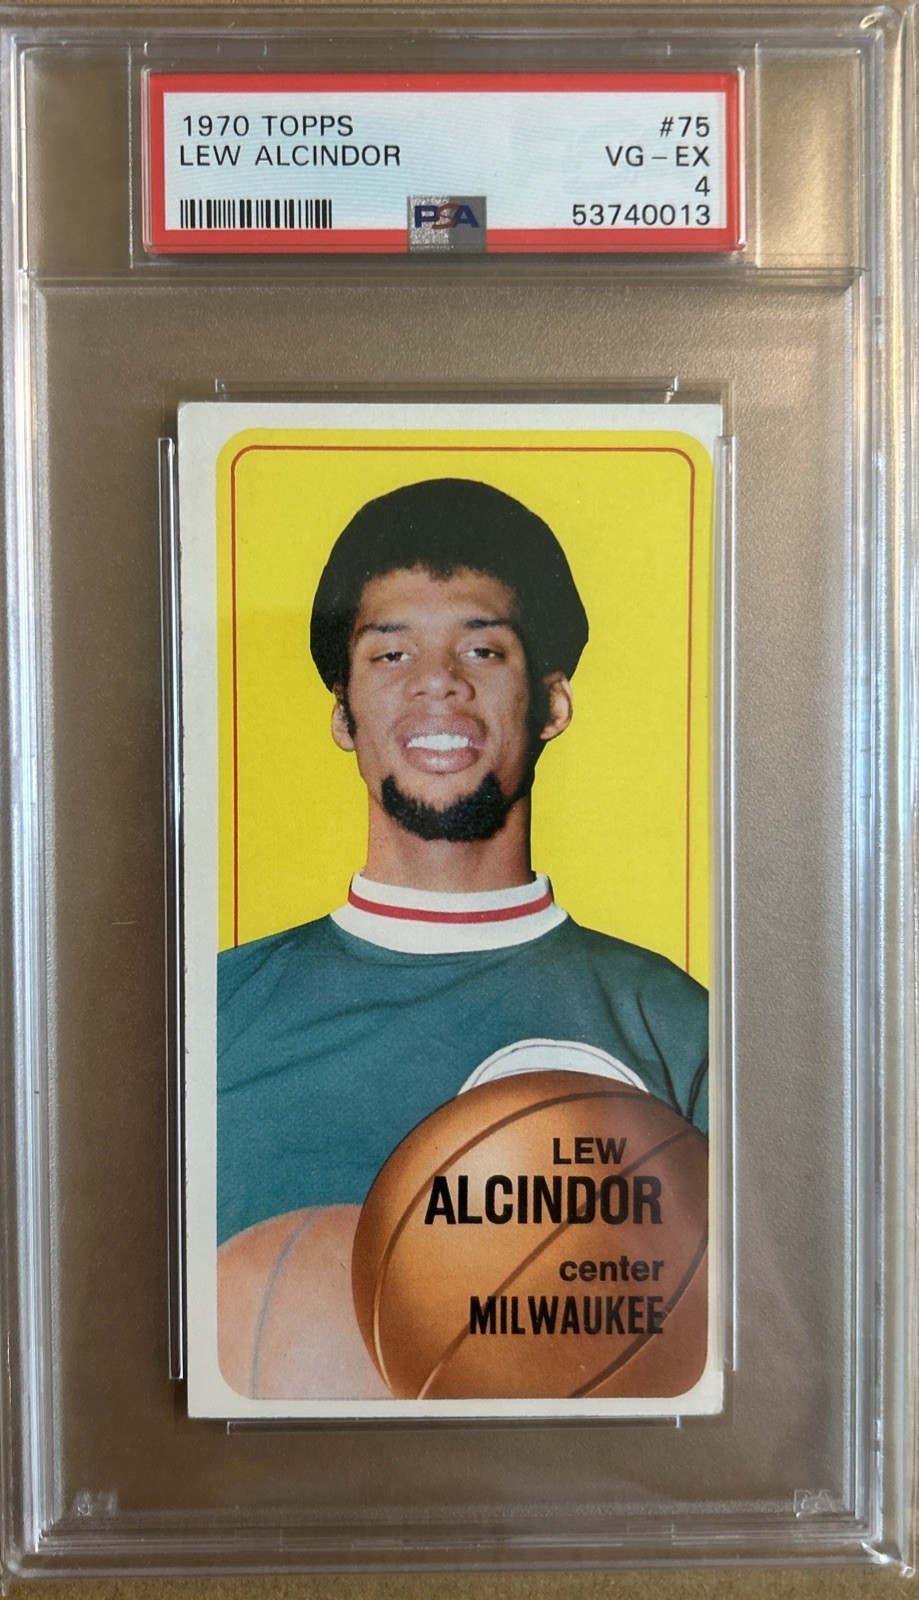 1970 TOPPS #75
LEW ALCINDOR VG – EX
4
PSA 53740013
LEW
ALCINDOR
center
MILWAUKEE